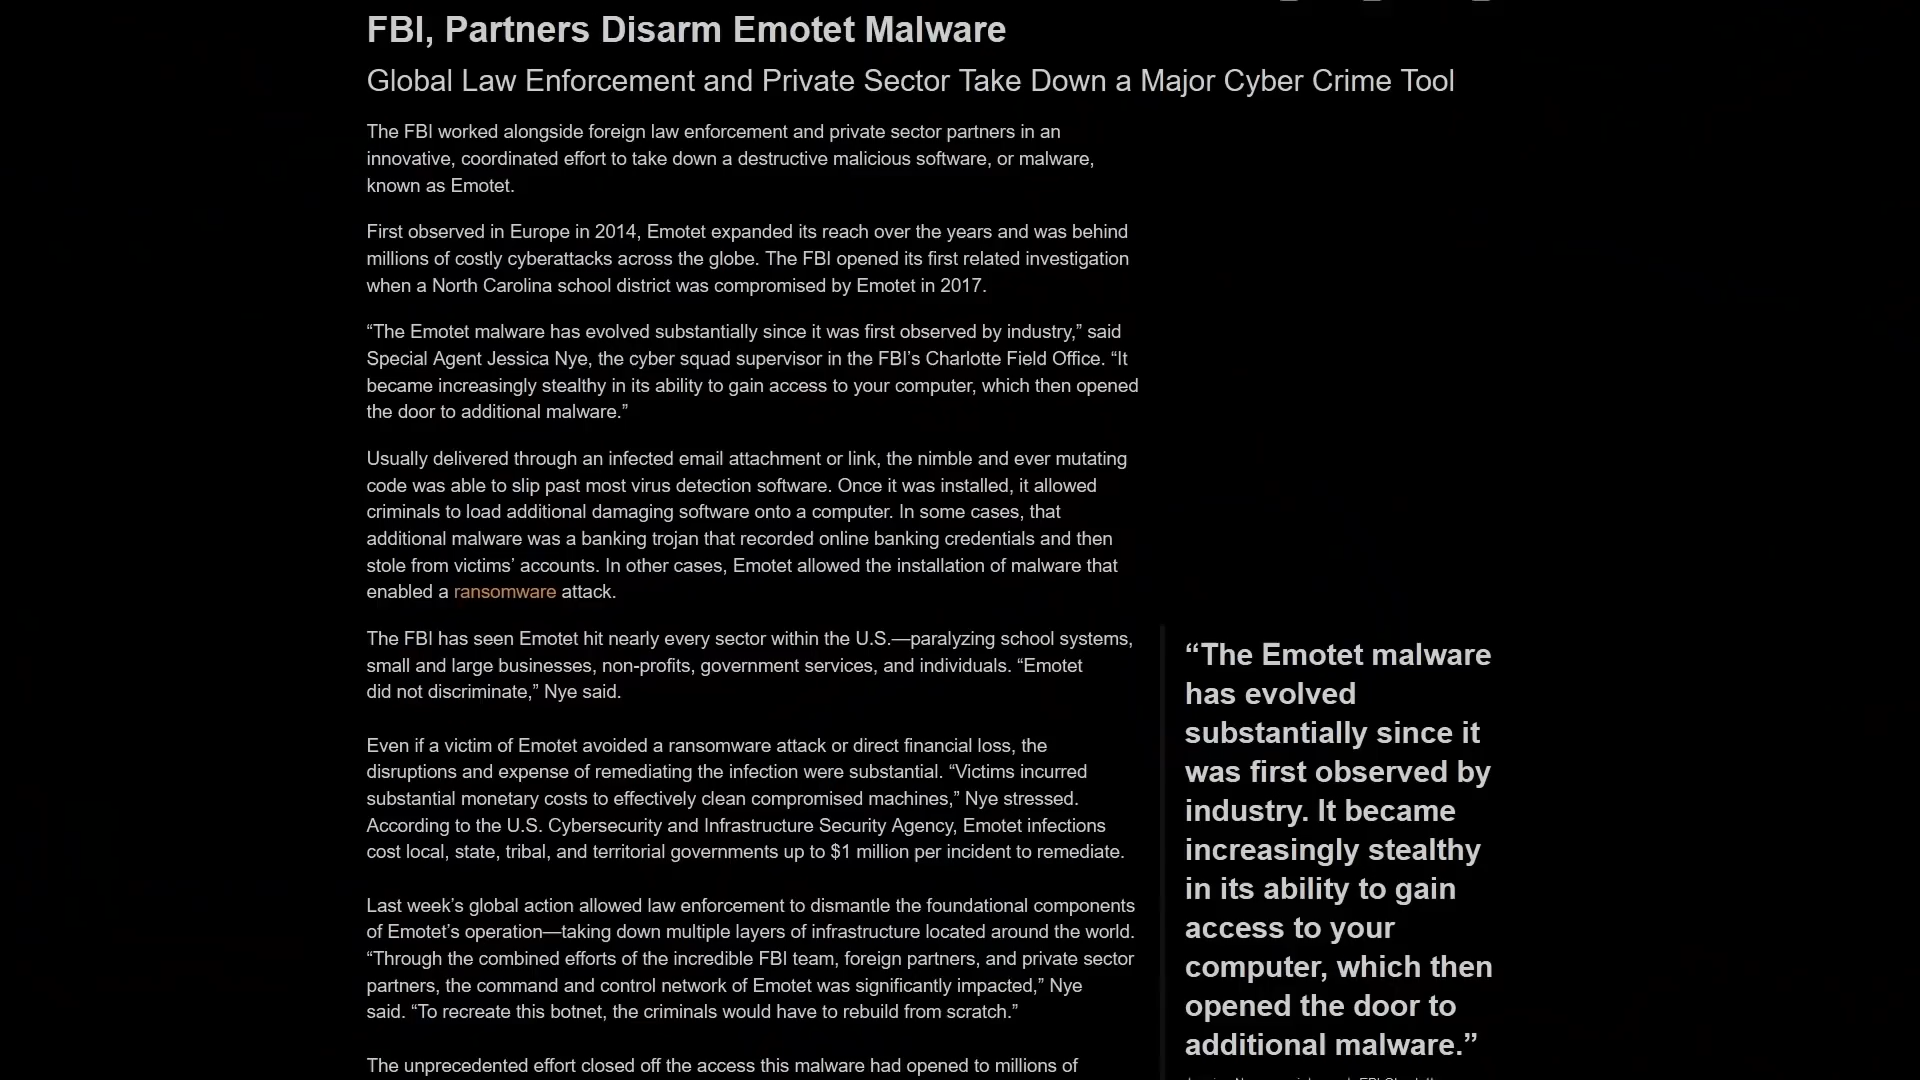 FBI, Partners Disarm Emotet Malware
Global Law Enforcement and Private Sector Take Down a Major Cyber Crime Tool
The FBI worked alongside foreign law enforcement and private sector partners in an
innovative, coordinated effort to take down a destructive malicious software, or malware,
known as Emotet.
First observed in Europe in 2014, Emotet expanded its reach over the years and was behind
millions of costly cyberattacks across the globe. The FBI opened its first related investigation
when a North Carolina school district was compromised by Emotet in 2017.
“The Emotet malware has evolved substantially since it was first observed by industry,” said
Special Agent Jessica Nye, the cyber squad supervisor in the FBI’s Charlotte Field Office. “It
became increasingly stealthy in its ability to gain access to your computer, which then opened
the door to additional malware.”
Usually delivered through an infected email attachment or link, the nimble and ever mutating
code was able to slip past most virus detection software. Once it was installed, it allowed
criminals to load additional damaging software onto a computer. In some cases, that
additional malware was a banking trojan that recorded online banking credentials and then
stole from victims’ accounts. In other cases, Emotet allowed the installation of malware that
enabled a ransomware attack.
The FBI has seen Emotet hit nearly every sector within the U.S.—paralyzing school systems,
small and large businesses, non-profits, government services, and individuals. “Emotet
did not discriminate,” Nye said.
Even if a victim of Emotet avoided a ransomware attack or direct financial loss, the
disruptions and expense of remediating the infection were substantial. “Victims incurred
substantial monetary costs to effectively clean compromised machines,” Nye stressed.
According to the U.S. Cybersecurity and Infrastructure Security Agency, Emotet infections
cost local, state, tribal, and territorial governments up to $1 million per incident to remediate.
Last week’s global action allowed law enforcement to dismantle the foundational components
of Emotet’s operation—taking down multiple layers of infrastructure located around the world.
“Through the combined efforts of the incredible FBI team, foreign partners, and private sector
partners, the command and control network of Emotet was significantly impacted,” Nye
said. “To recreate this botnet, the criminals would have to rebuild from scratch.”
The unprecedented effort closed off the access this malware had opened to millions of
“The Emotet malware
has evolved
substantially since it
was first observed by
industry. It became
increasingly stealthy
in its ability to gain
access to your
computer, which then
opened the door to
additional malware.”